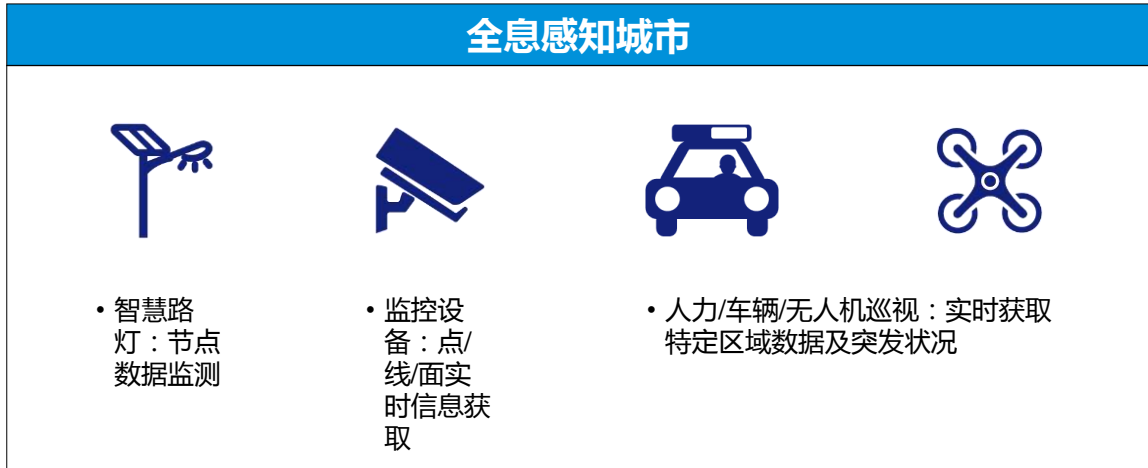 全息感知城市
• 智慧路
灯：节点
数据监测
• 监控设
备：点/
线/面实
时信息获
取
• 人力/车辆/无人机巡视：实时获取
特定区域数据及突发状况